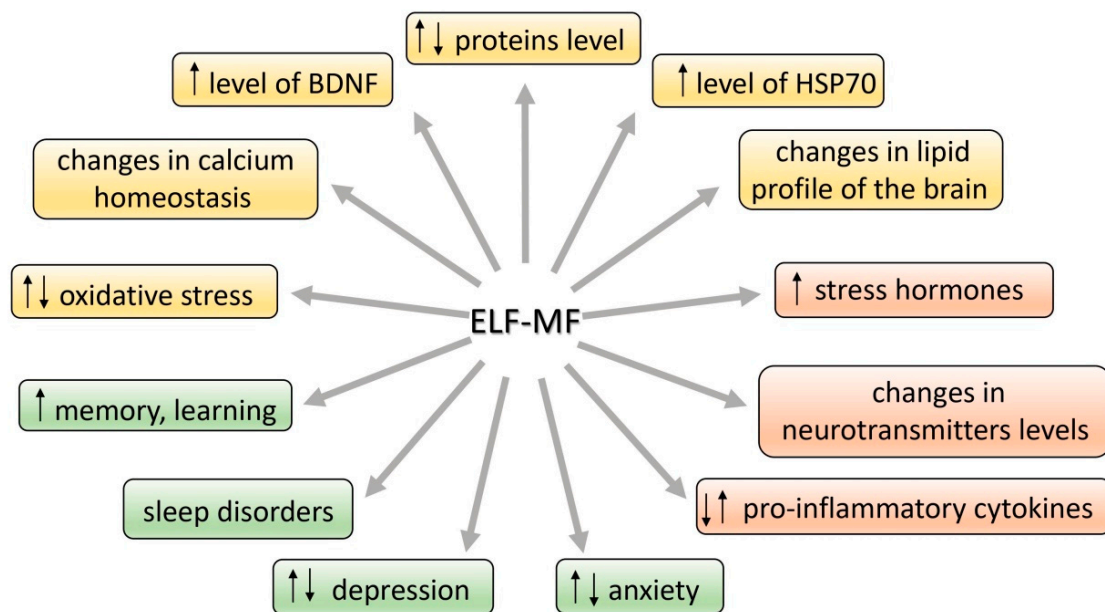 ↑↓ proteins level
↑ level of BDNF
↑ level of HSP70
changes in calcium
homeostasis
changes in lipid
profile of the brain
↑↓ oxidative stress
↑ stress hormones
ELF-MF
↑ memory, learning
changes in
neurotransmitters levels
sleep disorders
↓↑ pro-inflammatory cytokines
↑↓ depression
↑↓ anxiety